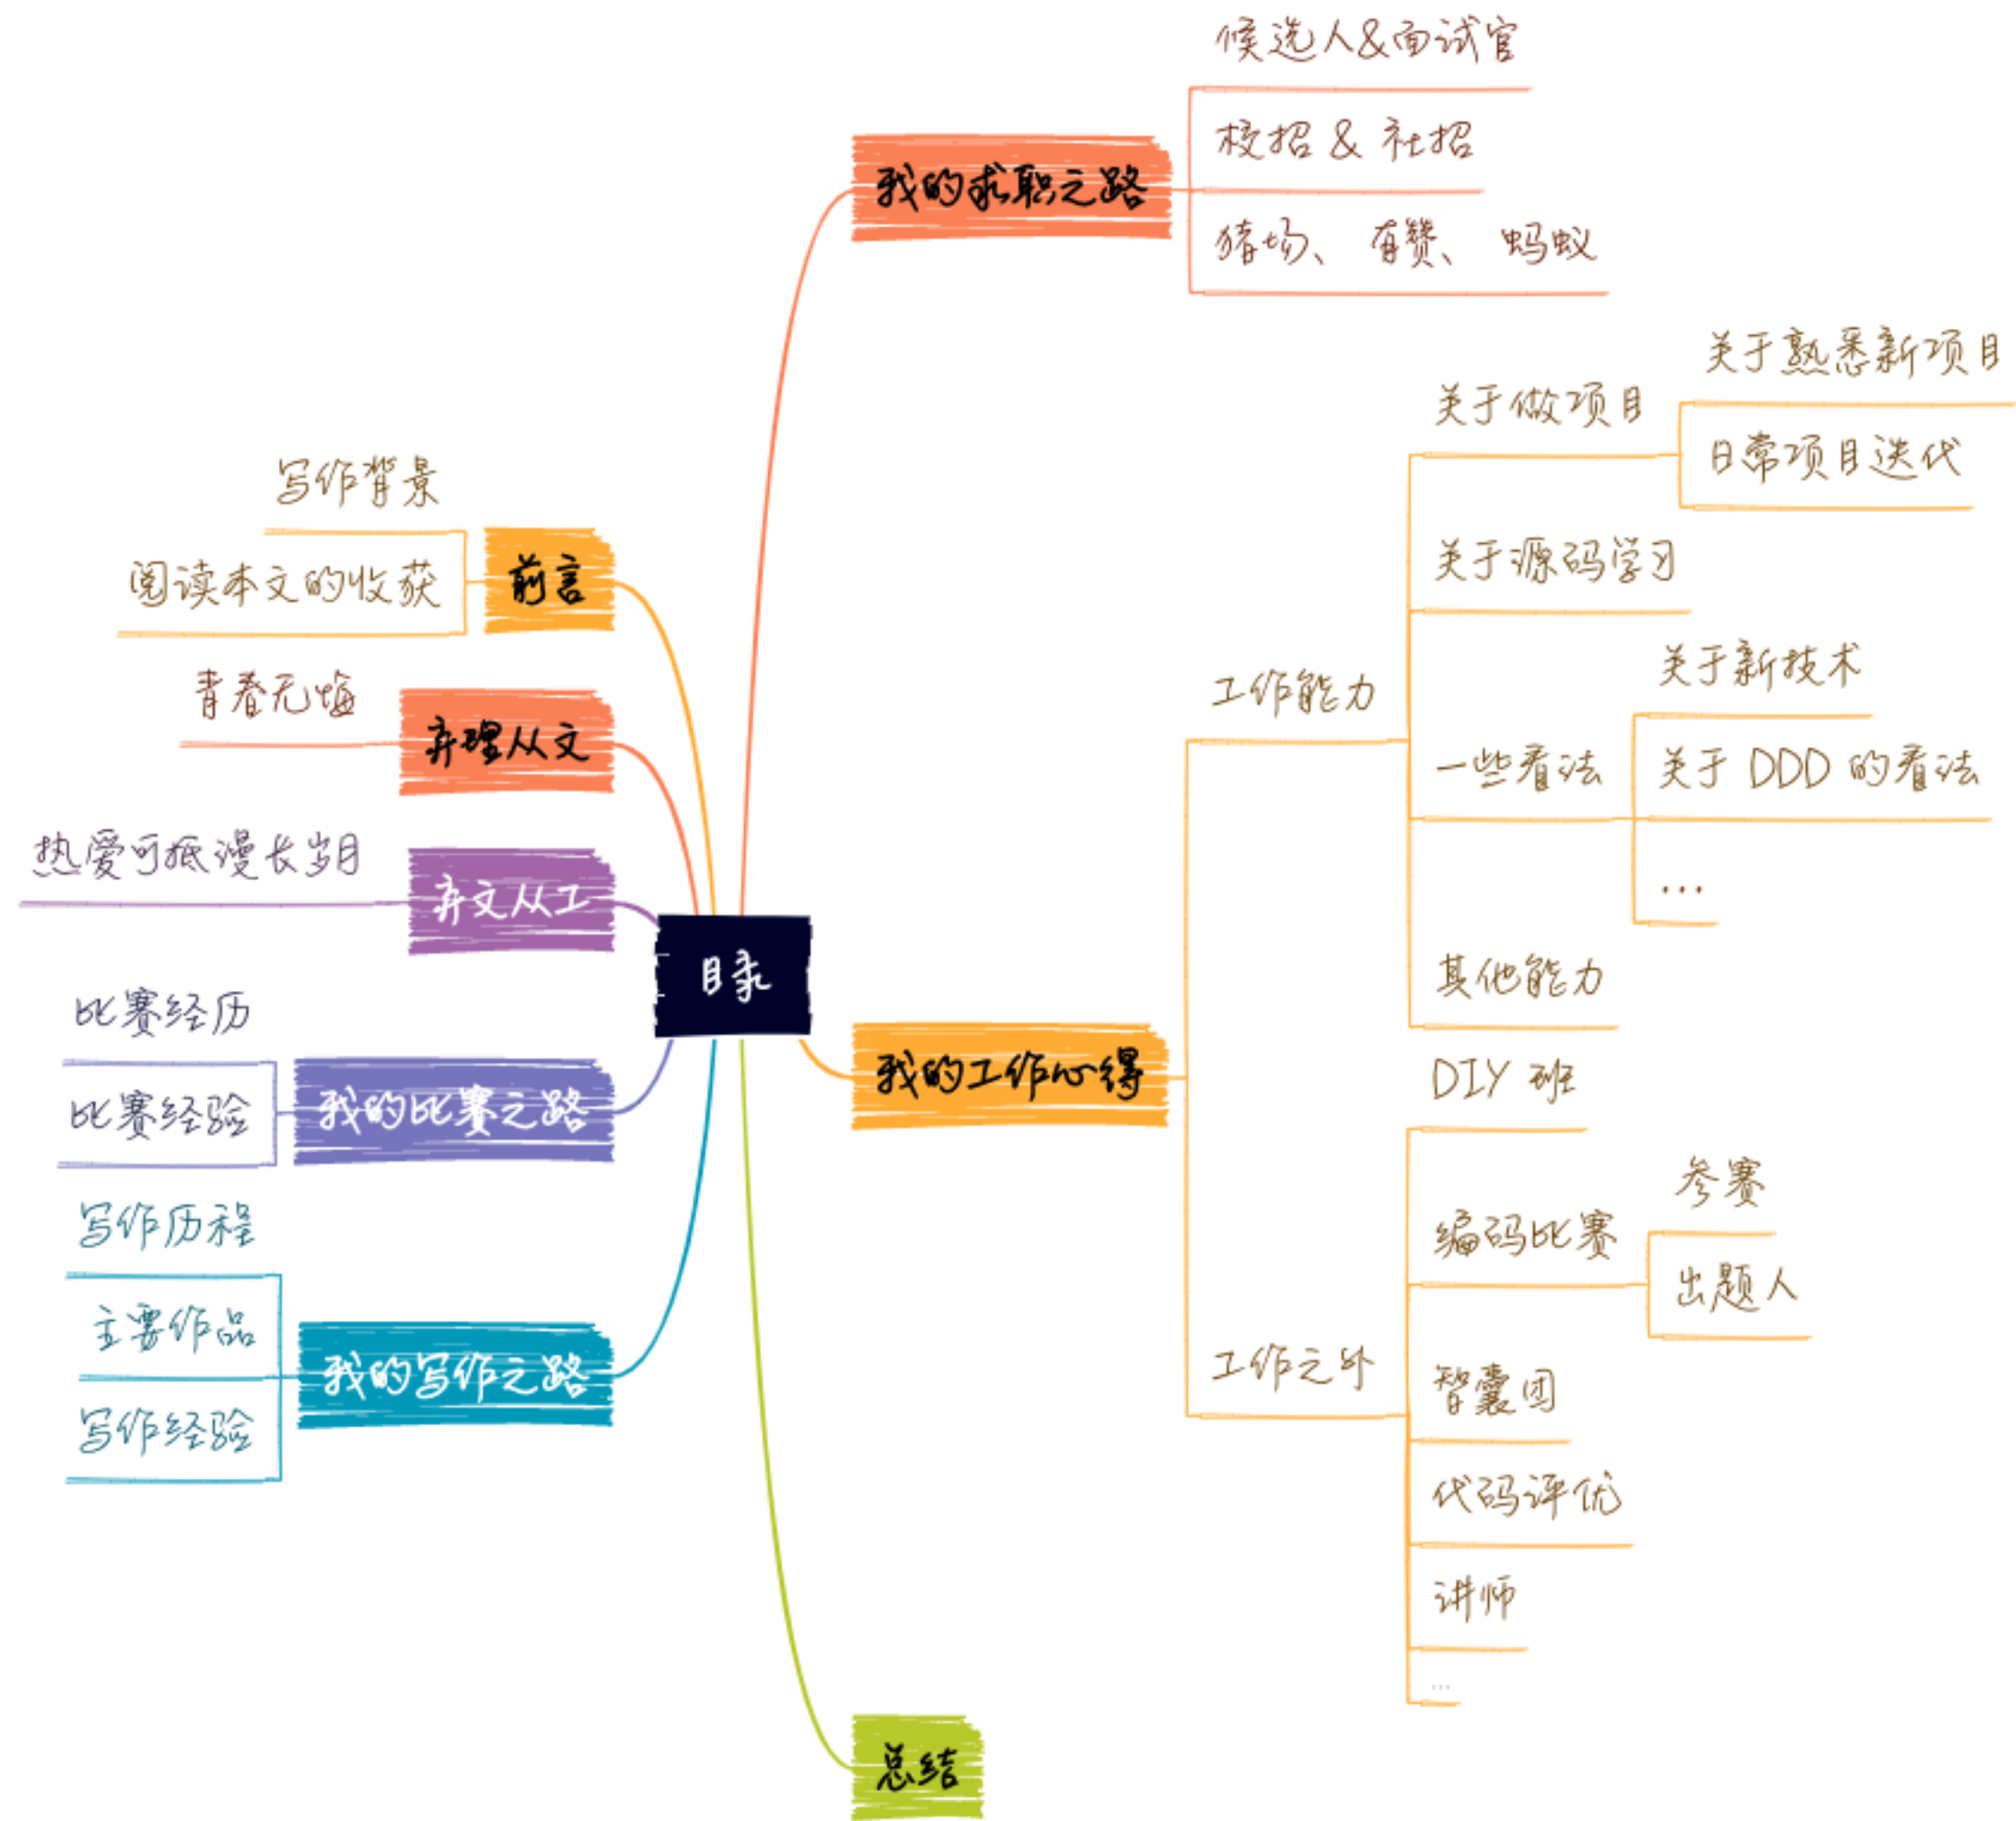 目录
前言
写作背景
阅读本文的收获
弃理从文
青春无悔
弃文从工
热爱可抵漫长岁月
我的比赛之路
比赛经历
比赛经验
我的写作之路
写作历程
主要作品
写作经验
我的求职之路
候选人&面试官
校招 & 社招
猪场、有赞、蚂蚁
我的工作心得
工作能力
关于做项目
关于熟悉新项目
日常项目迭代
关于源码学习
一些看法
关于新技术
关于 DDD 的看法
...
其他能力
工作之外
DIY 班
编码比赛
参赛
出题人
智囊团
代码评优
讲师
...
总结